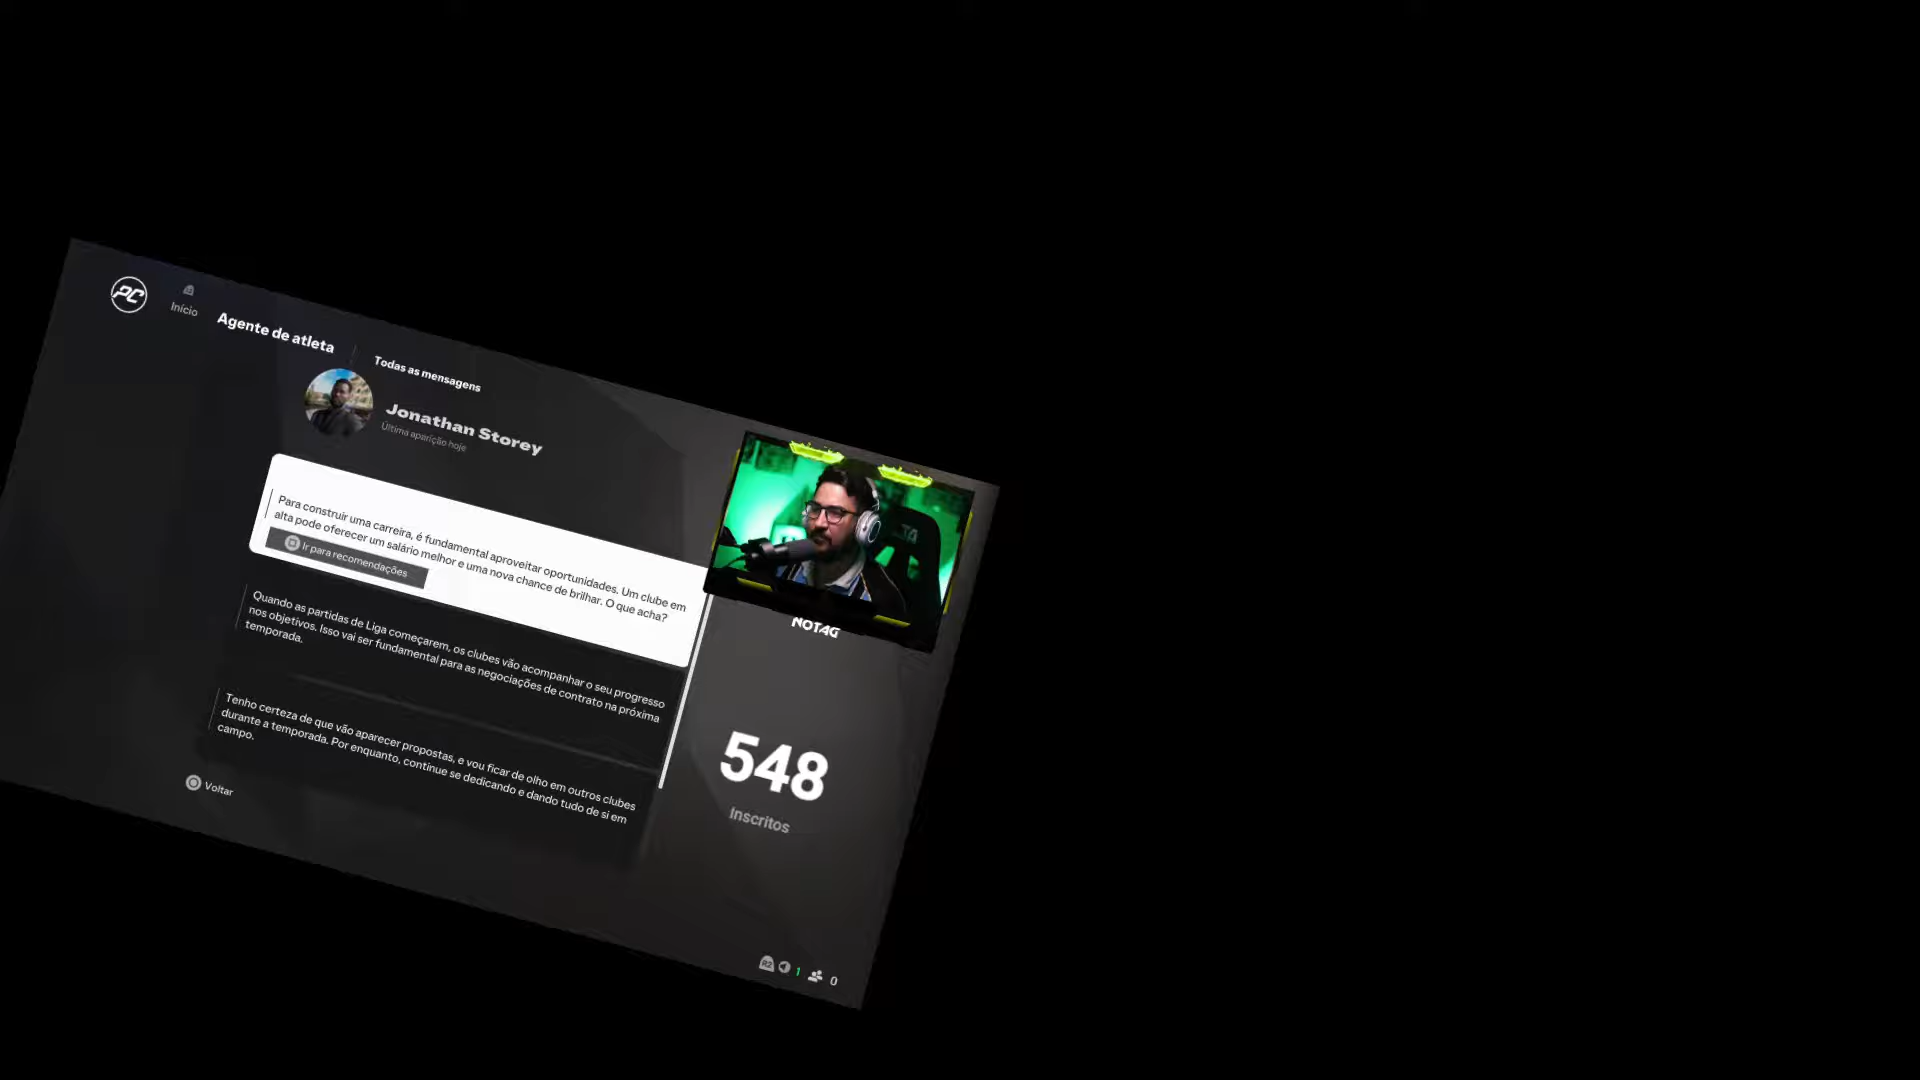 PC
Início
Agente de atleta
Todas as mensagens
Jonathan Storey
Última aparição hoje
Para construir uma carreira, é fundamental aproveitar oportunidades. Um clube em
alta pode oferecer um salário melhor e uma nova chance de brilhar. O que acha?
Ir para recomendações
Quando as partidas de Liga começarem, os clubes vão acompanhar o seu progresso
nos objetivos. Isso vai ser fundamental para as negociações de contrato na próxima
temporada.
Tenho certeza de que vão aparecer propostas, e vou ficar de olho em outros clubes
durante a temporada. Por enquanto, continue se dedicando e dando tudo de si em
campo.
Voltar
NOTAG
548
Inscritos
R2
1
0